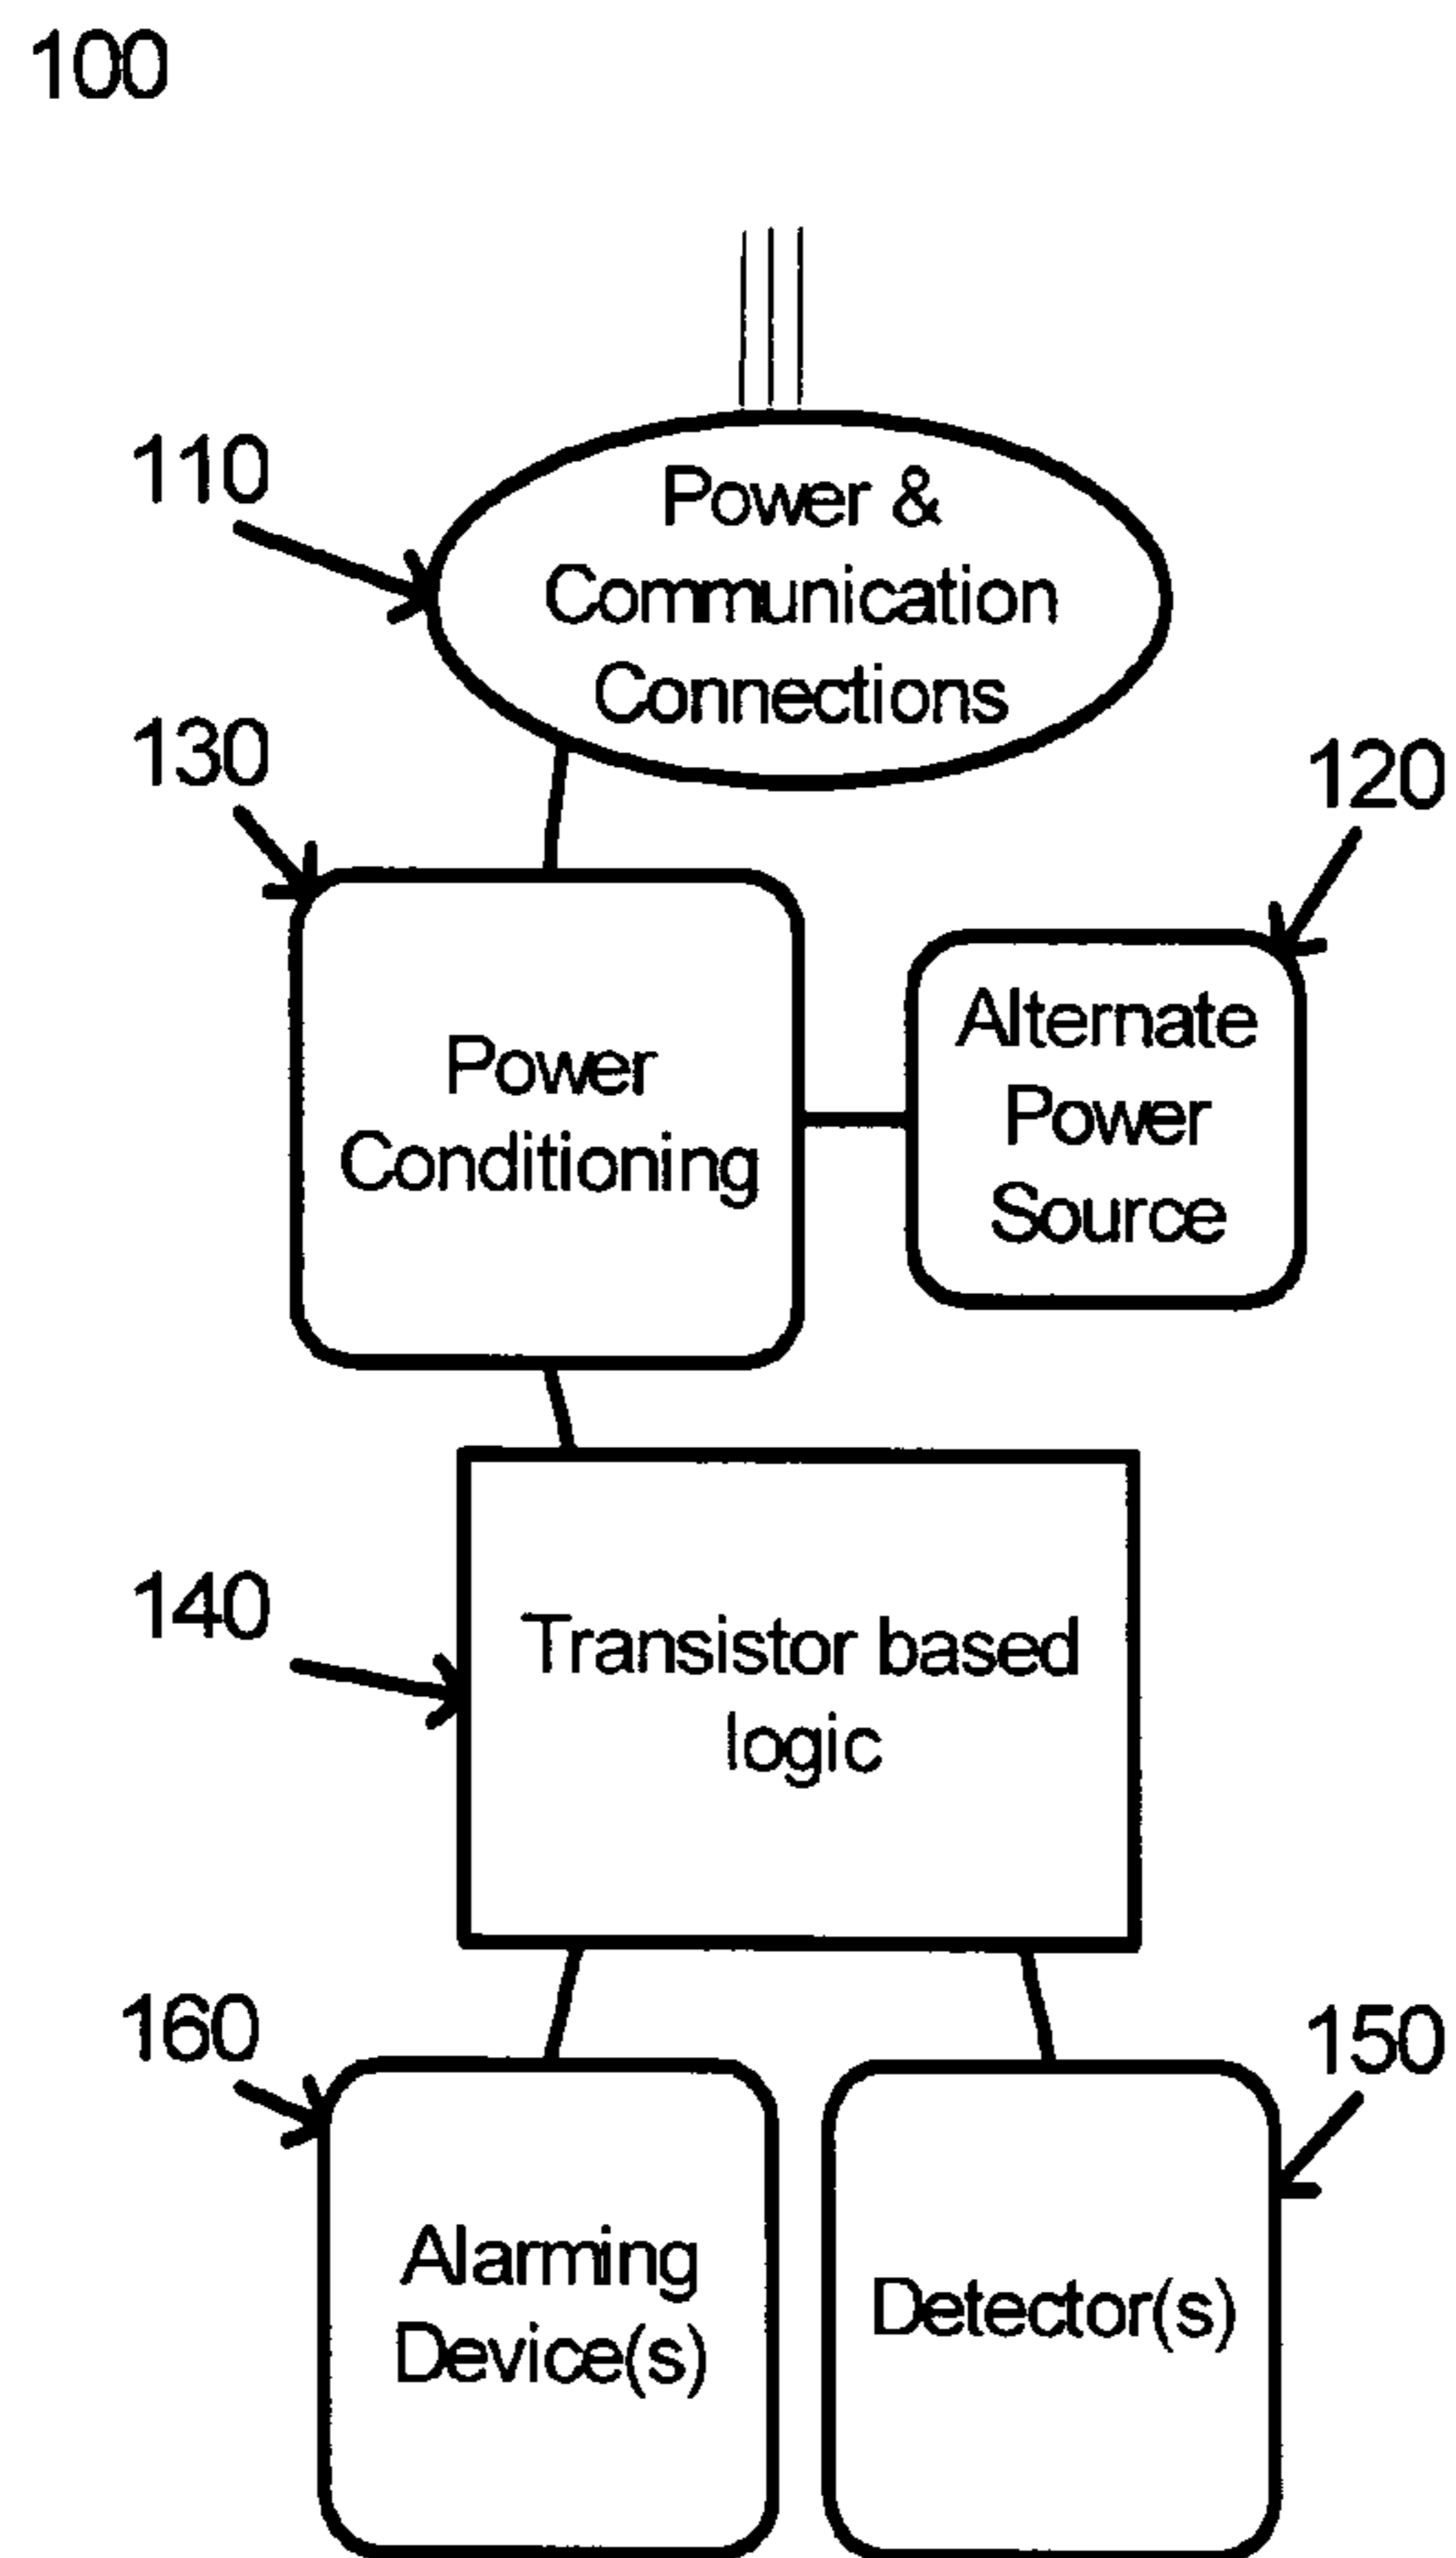 100
110
Power &
Communication
Connections
130
120
Power
Conditioning
Alternate
Power
Source
140
Transistor based
logic
160
150
Alarming
Device(s)
Detector(s)